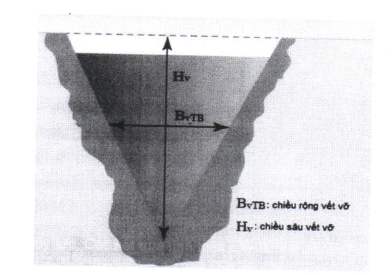 Hv
BvTB
BvTB: chiều rộng vết vỡ
Hv: chiều sâu vết vỡ